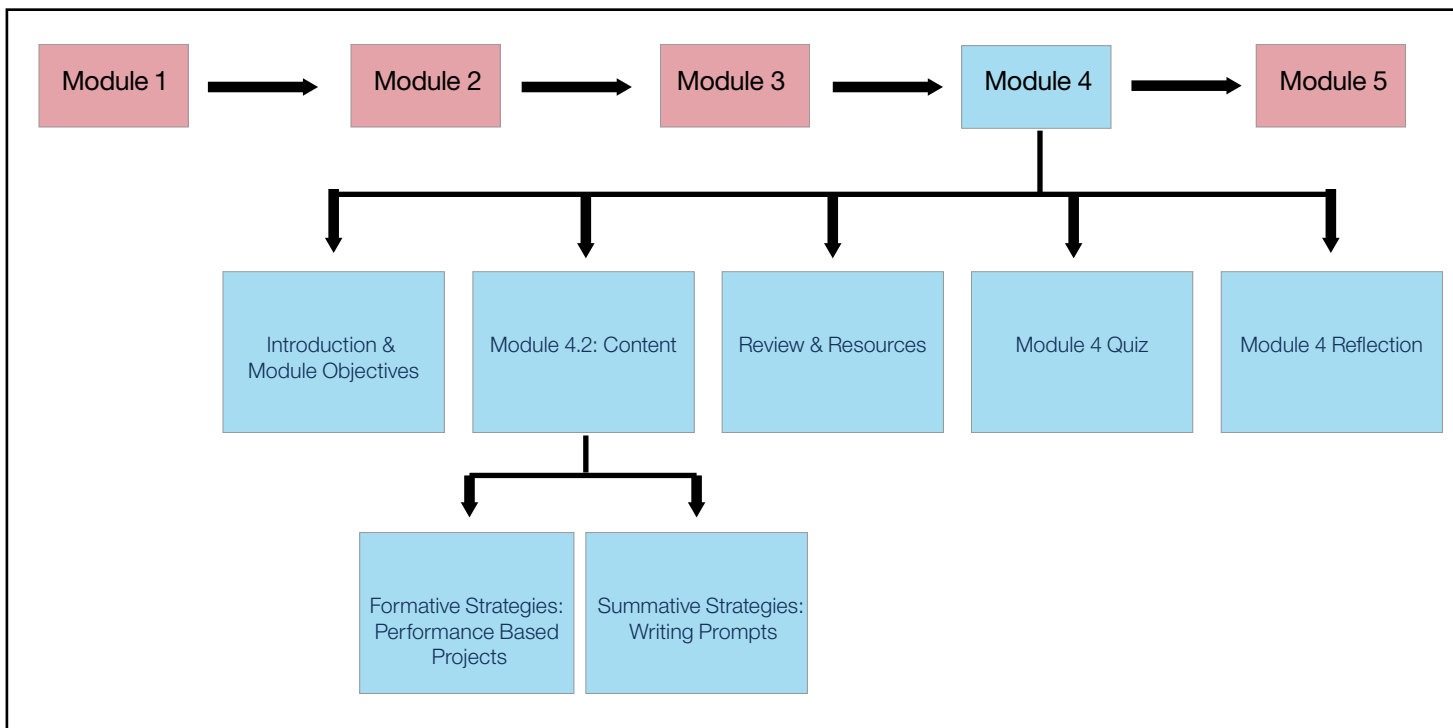 Module 1
Module 2
Module 3
Module 4
Module 5
Introduction &
Module Objectives
Module 4.2: Content
Review & Resources
Module 4 Quiz
Module 4 Reflection
Formative Strategies:
Performance Based
Projects
Summative Strategies:
Writing Prompts